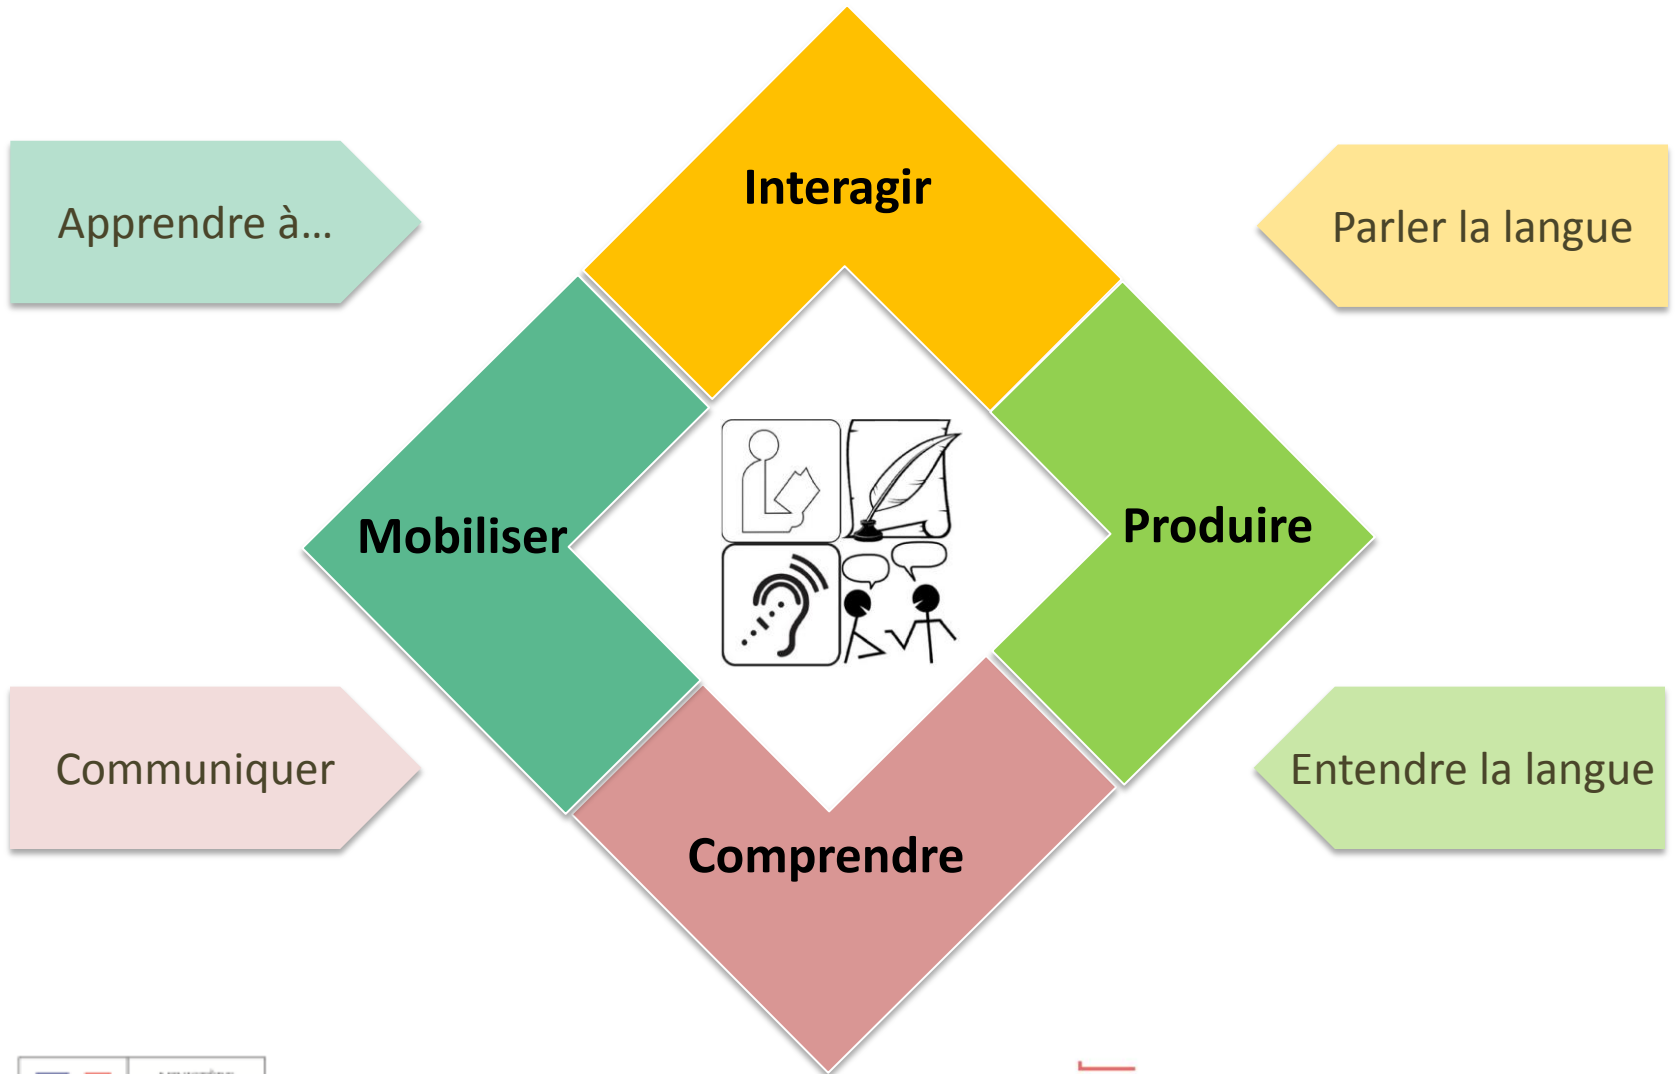 Interagir
Apprendre à...
Parler la langue
Mobiliser
Produire
Communiquer
Entendre la langue
Comprendre